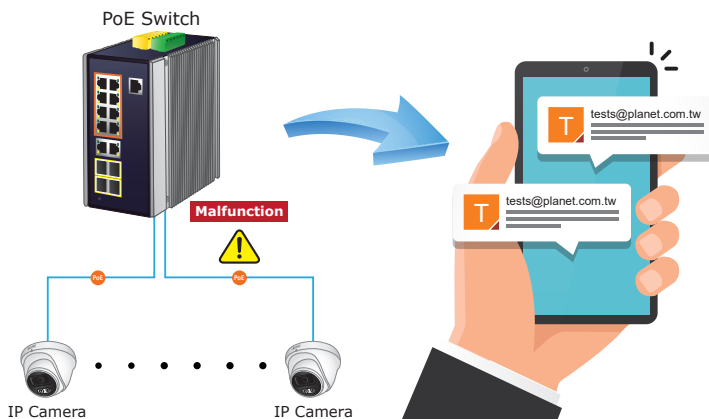 PoE Switch
Malfunction
PoE
PoE
IP Camera
IP Camera
T
tests@planet.com.tw
T
tests@planet.com.tw